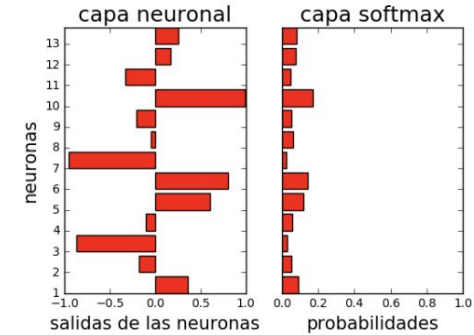 capa neuronal
capa softmax
neuronas
13
12
11
10
9
8
7
6
5
4
3
2
1
-1.0 -0.5 0.0 0.5 1.0
0.0 0.2 0.4 0.6 0.8 1.0
salidas de las neuronas
probabilidades